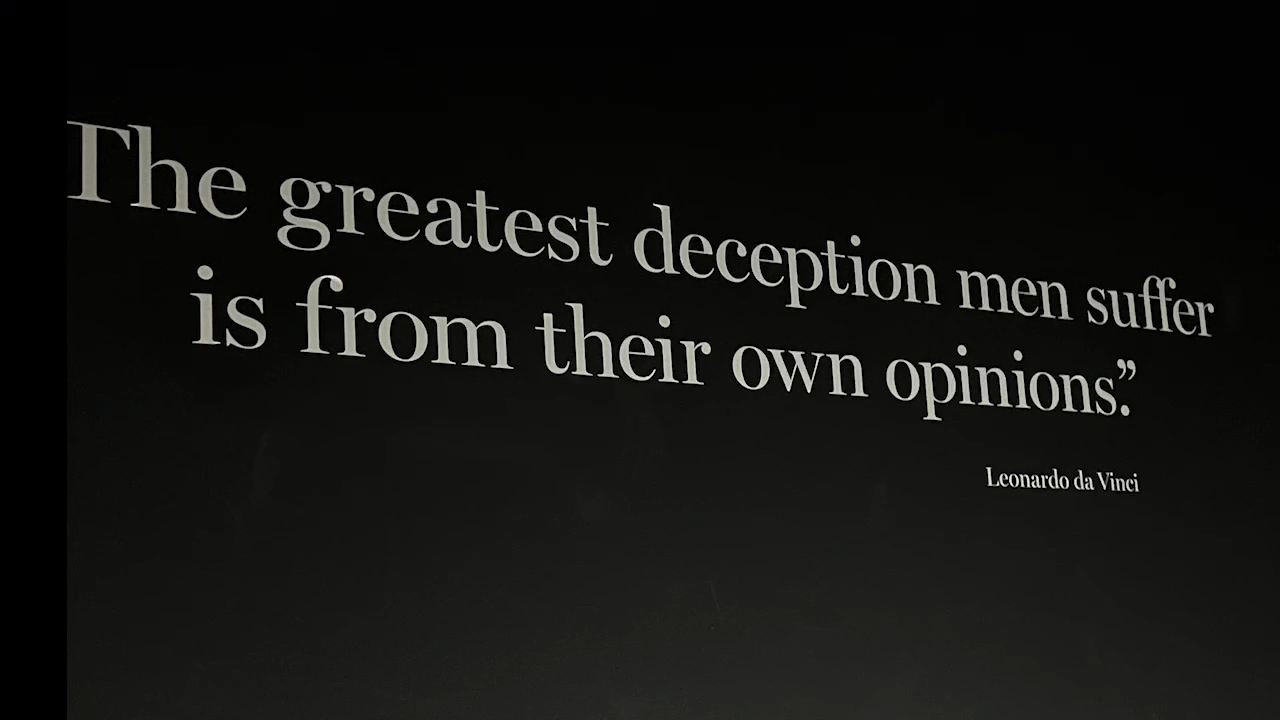 The greatest deception men suffer
is from their own opinions.”
Leonardo da Vinci